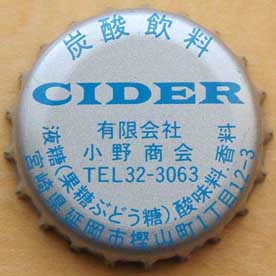 炭酸飲料
CIDER
有限会社
小野商会
TEL32-3063
液糖(果糖ぶどう糖)酸味料.香料
宮崎県延岡市樫山町1丁目12-3